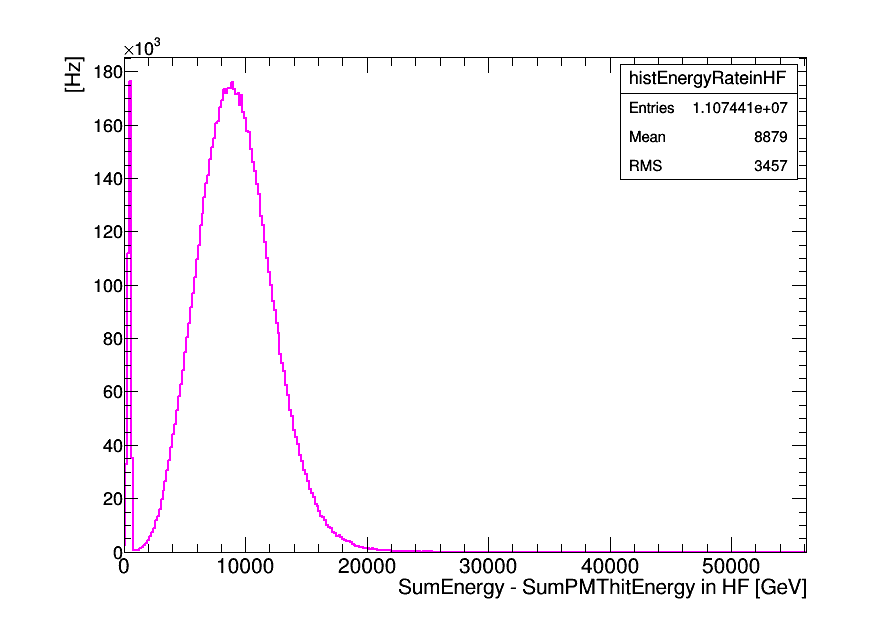 ×10³
[Hz]
180
160
140
120
100
80
60
40
20
0
histEnergyRateinHF
Entries 1.107441e+07
Mean 8879
RMS 3457
0 10000 20000 30000 40000 50000
SumEnergy - SumPMThitEnergy in HF [GeV]